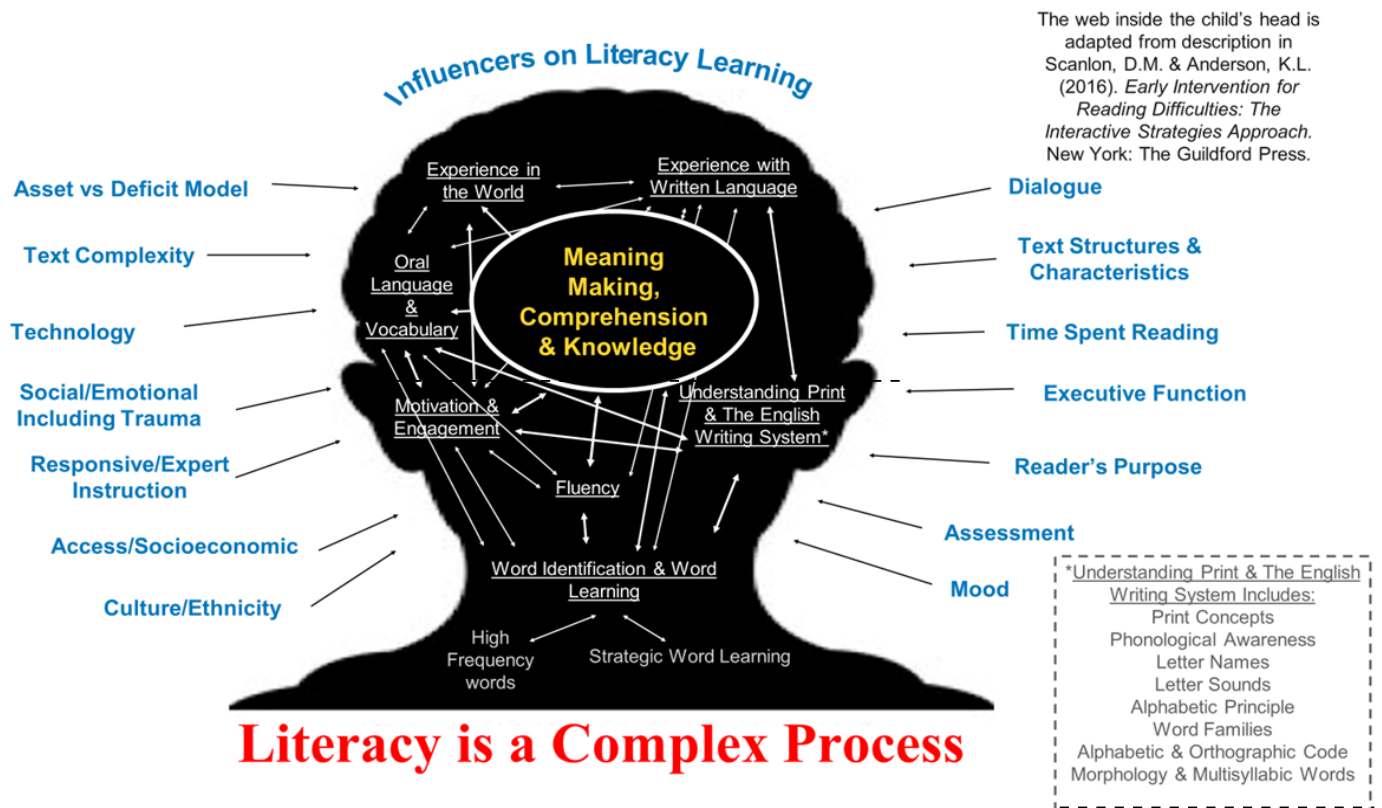 The web inside the child's head is
adapted from description in
Scanlon, D.M. & Anderson, K.L.
(2016). Early Intervention for
Reading Difficulties: The
Interactive Strategies Approach.
New York: The Guildford Press.
Influencers on Literacy Learning
Asset vs Deficit Model
Text Complexity
Technology
Social/Emotional
Including Trauma
Responsive/Expert
Instruction
Access/Socioeconomic
Culture/Ethnicity
Experience in
the World
Experience with
Written Language
Oral
Language
&
Vocabulary
Meaning
Making,
Comprehension
& Knowledge
Motivation &
Engagement
Understanding Print
& The English
Writing System*
Fluency
Word Identification & Word
Learning
High
Frequency
words
Strategic Word Learning
Dialogue
Text Structures &
Characteristics
Time Spent Reading
Executive Function
Reader's Purpose
Assessment
Mood
*Understanding Print & The English
Writing System Includes:
Print Concepts
Phonological Awareness
Letter Names
Letter Sounds
Alphabetic Principle
Word Families
Alphabetic & Orthographic Code
Morphology & Multisyllabic Words
Literacy is a Complex Process